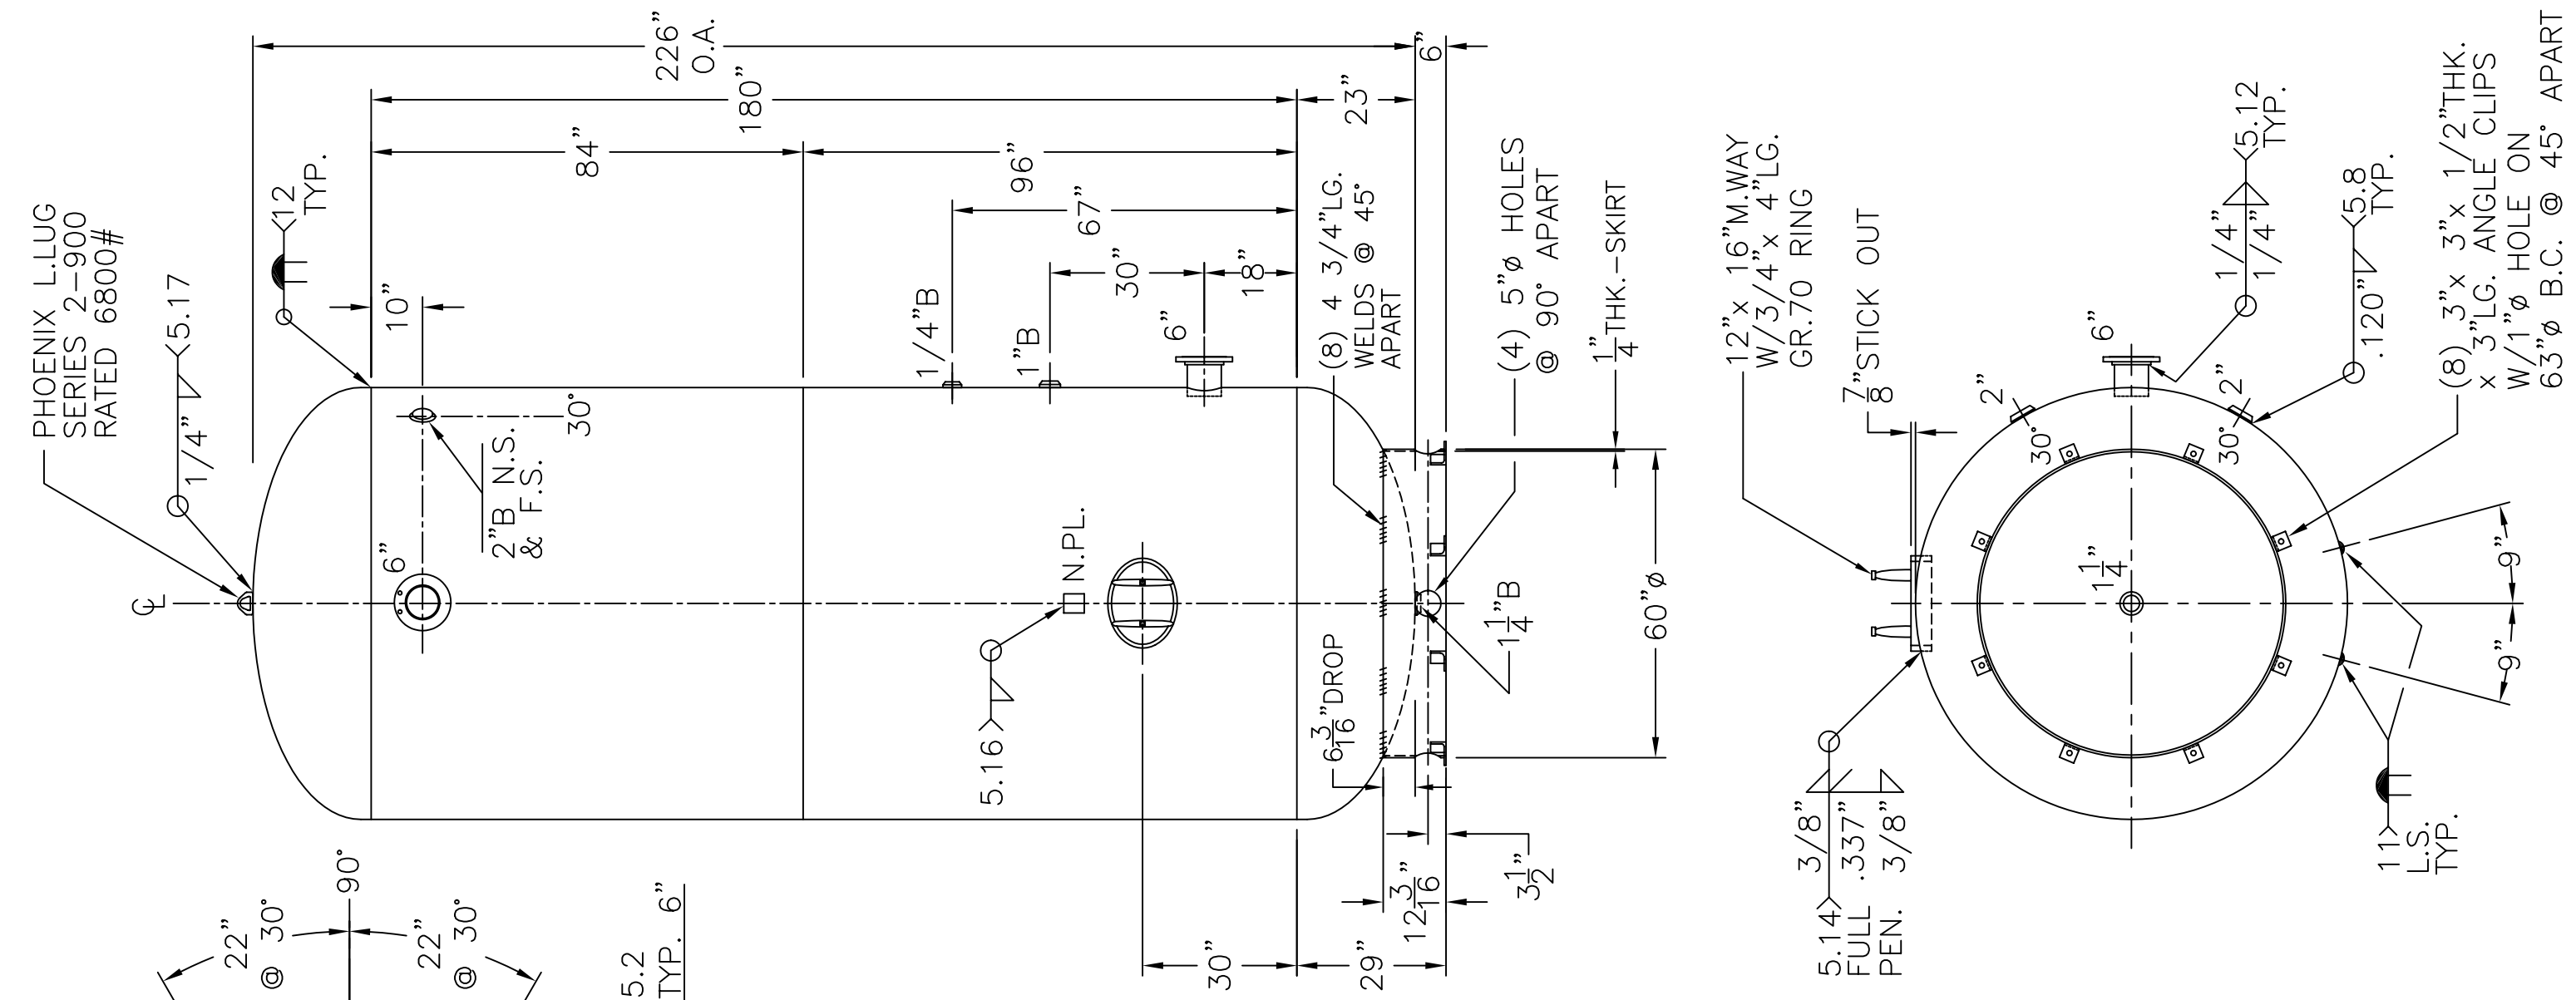 PHOENIX L.LUG
SERIES 2-900
RATED 6800#
5.17
1/4"
12
TYP.
10"
℄
6"
2"B N.S.
& F.S.
30°
226"
O.A.
180"
84"
96"
67"
30"
18"
23"
6"
1/4"B
1"B
6"
(8) 4 3/4"LG.
WELDS @ 45°
APART
(4) 5"ø HOLES
@ 90° APART
1/4" THK.-SKIRT
N.PL.
5.16
6 3/16" DROP
1 1/4"B
60"ø
12 3/16"
3 1/2"
30"
29"
22"
@ 30°
90°
22"
@ 30°
5.2
TYP. 6"
12"x 16"M.WAY
W/3/4"x 4"LG.
GR.70 RING
7/8" STICK OUT
6"
1/4"
1/4"
5.12
TYP.
.120"
5.8
TYP.
2"
30°
2"
30°
1 1/4"
(8) 3"x 3"x 1/2"THK.
x 3"LG. ANGLE CLIPS
W/1"ø HOLE ON
63"ø B.C. @ 45° APART
9"
9"
5.14
FULL
PEN.
3/8"
.337"
3/8"
11
L.S.
TYP.